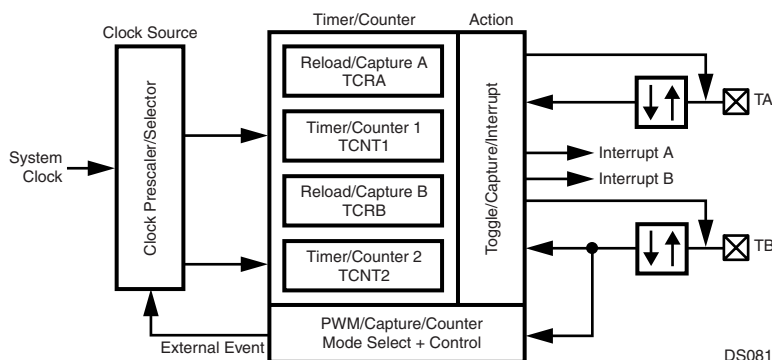 Timer/Counter
Action
Clock Source
Reload/Capture A
TCRA
Timer/Counter 1
TCNT1
Reload/Capture B
TCRB
Timer/Counter 2
TCNT2
System
Clock
Clock Prescaler/Selector
Toggle/Capture/Interrupt
TA
Interrupt A
Interrupt B
TB
PWM/Capture/Counter
Mode Select + Control
External Event
DS081